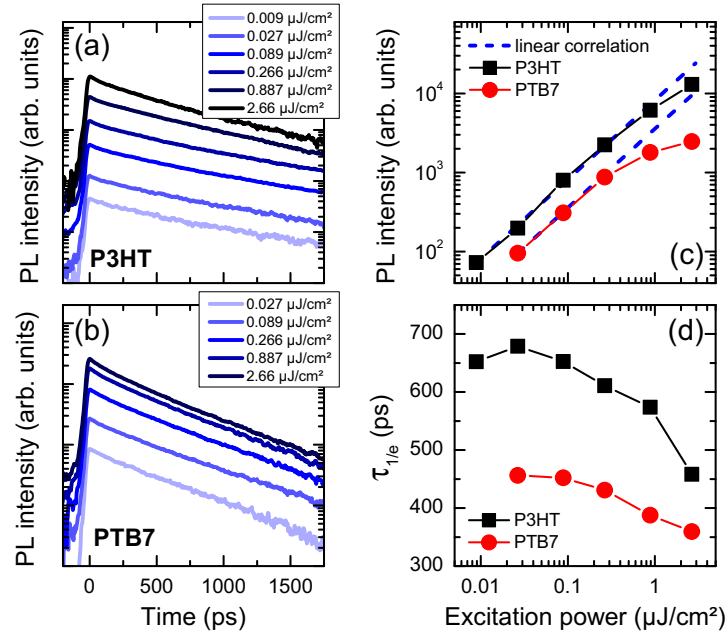 (a)
0.009 µJ/cm²
0.027 µJ/cm²
0.089 µJ/cm²
0.266 µJ/cm²
0.887 µJ/cm²
2.66 µJ/cm²
PL intensity (arb. units)
P3HT
(b)
0.027 µJ/cm²
0.089 µJ/cm²
0.266 µJ/cm²
0.887 µJ/cm²
2.66 µJ/cm²
PL intensity (arb. units)
PTB7
0 500 1000 1500
Time (ps)
linear correlation
P3HT
PTB7
10⁴
10³
10²
PL intensity (arb. units)
(c)
(d)
700
600
500
400
300
τ1/e (ps)
P3HT
PTB7
0.01 0.1 1
Excitation power (µJ/cm²)